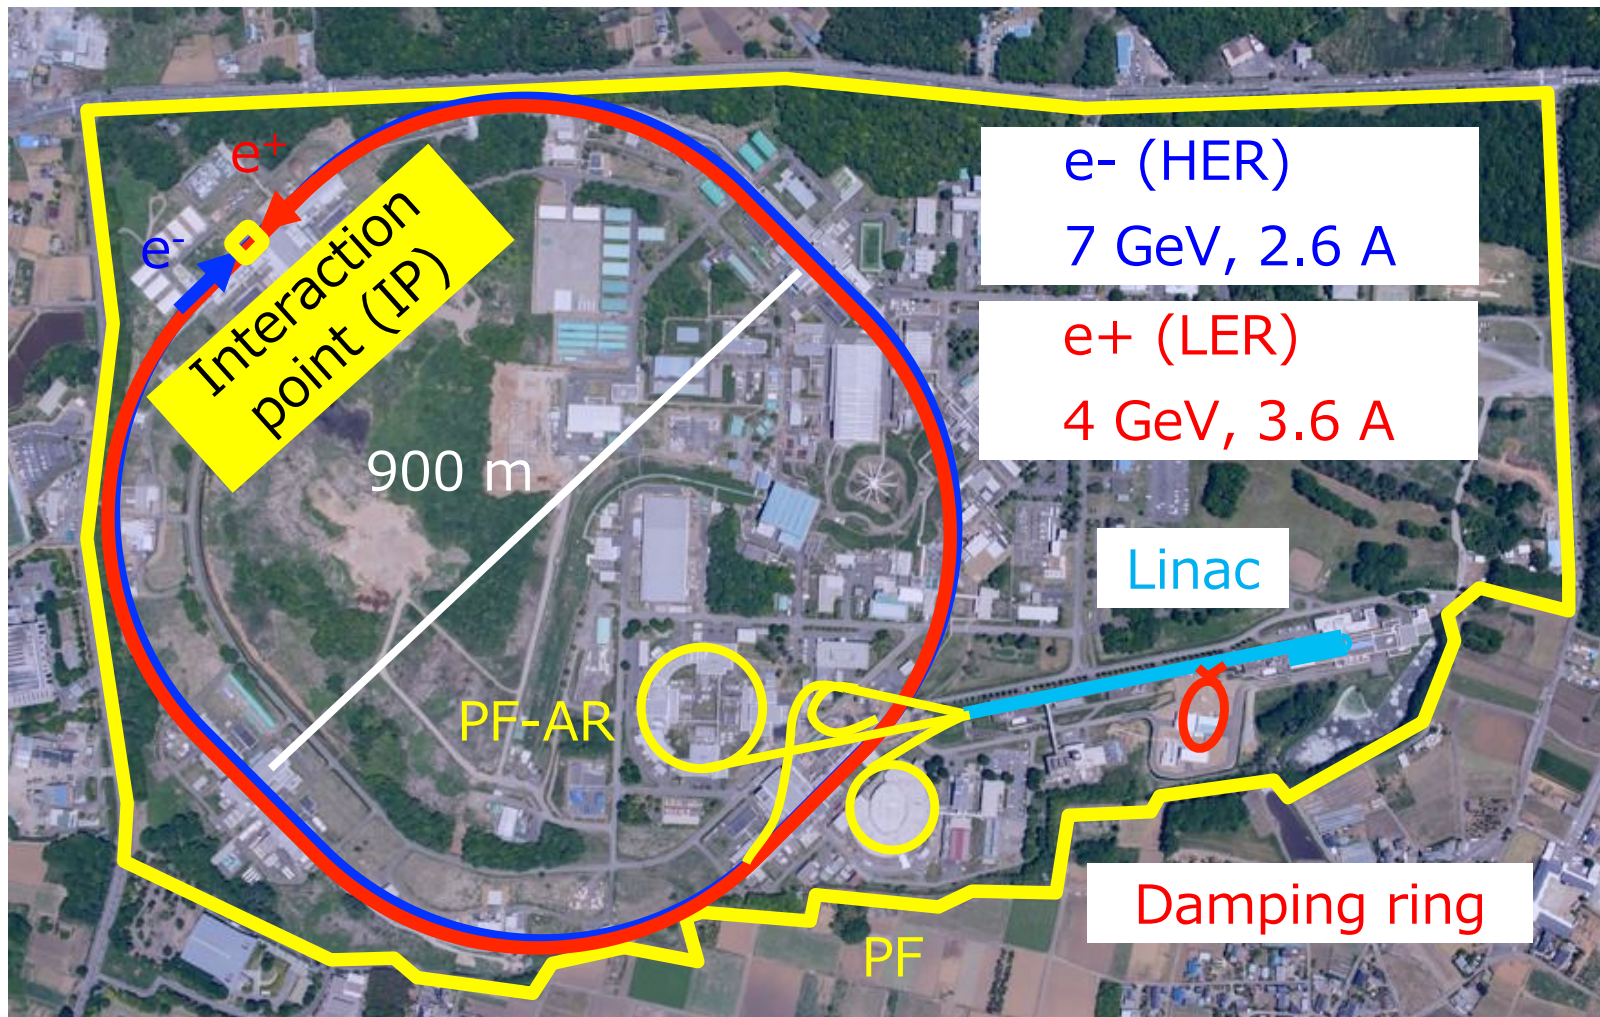 e+
e-
Interaction
point (IP)
900 m
e- (HER)
7 GeV, 2.6 A
e+ (LER)
4 GeV, 3.6 A
Linac
PF-AR
Damping ring
PF